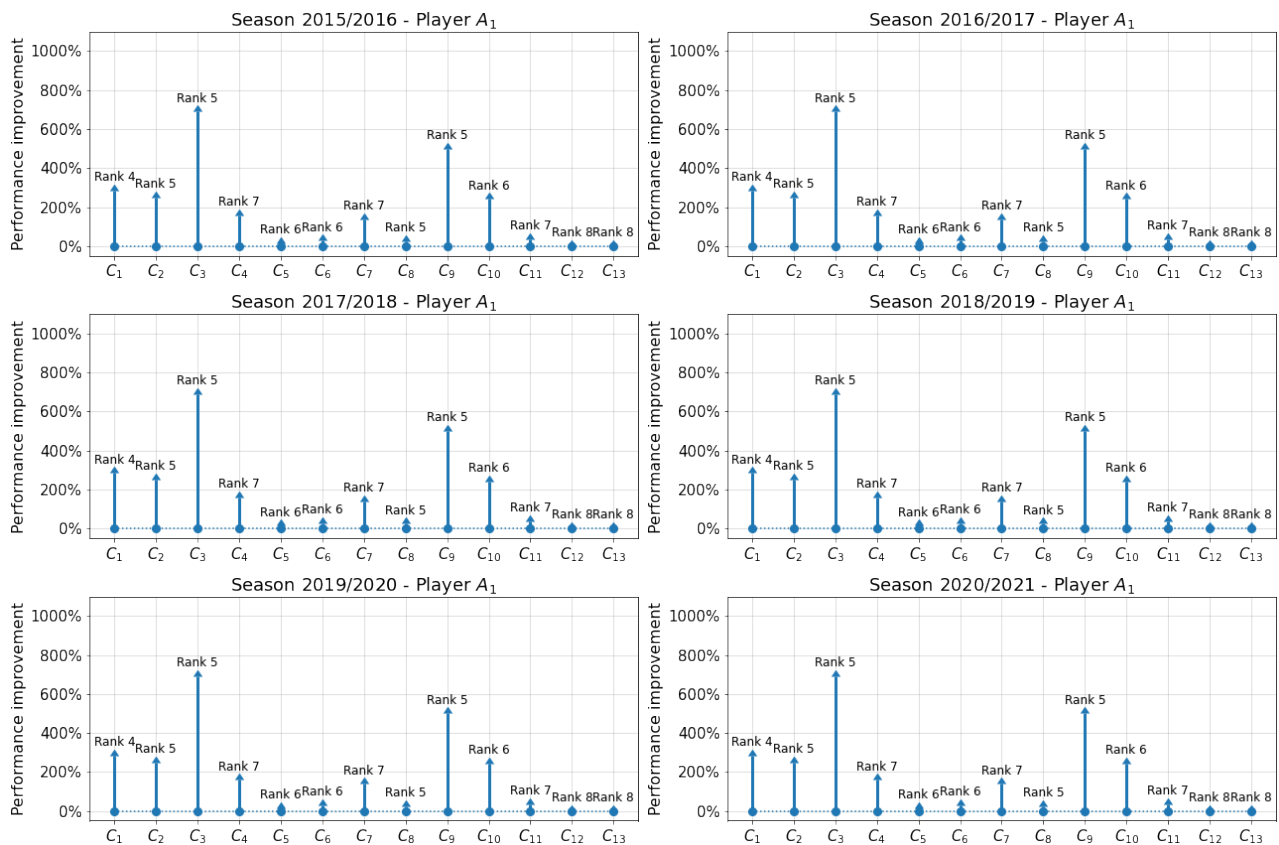 Season 2015/2016 - Player A₁
Performance improvement
1000%
800%
600%
400%
200%
0%
Rank 4 Rank 5 Rank 5 Rank 7 Rank 6 Rank 6 Rank 7 Rank 5 Rank 5 Rank 6 Rank 7 Rank 8 Rank 8
C₁ C₂ C₃ C₄ C₅ C₆ C₇ C₈ C₉ C₁₀ C₁₁ C₁₂ C₁₃
Season 2016/2017 - Player A₁
Performance improvement
1000%
800%
600%
400%
200%
0%
Rank 4 Rank 5 Rank 5 Rank 7 Rank 6 Rank 6 Rank 7 Rank 5 Rank 5 Rank 6 Rank 7 Rank 8 Rank 8
C₁ C₂ C₃ C₄ C₅ C₆ C₇ C₈ C₉ C₁₀ C₁₁ C₁₂ C₁₃
Season 2017/2018 - Player A₁
Performance improvement
1000%
800%
600%
400%
200%
0%
Rank 4 Rank 5 Rank 5 Rank 7 Rank 6 Rank 6 Rank 7 Rank 5 Rank 5 Rank 6 Rank 7 Rank 8 Rank 8
C₁ C₂ C₃ C₄ C₅ C₆ C₇ C₈ C₉ C₁₀ C₁₁ C₁₂ C₁₃
Season 2018/2019 - Player A₁
Performance improvement
1000%
800%
600%
400%
200%
0%
Rank 4 Rank 5 Rank 5 Rank 7 Rank 6 Rank 6 Rank 7 Rank 5 Rank 5 Rank 6 Rank 7 Rank 8 Rank 8
C₁ C₂ C₃ C₄ C₅ C₆ C₇ C₈ C₉ C₁₀ C₁₁ C₁₂ C₁₃
Season 2019/2020 - Player A₁
Performance improvement
1000%
800%
600%
400%
200%
0%
Rank 4 Rank 5 Rank 5 Rank 7 Rank 6 Rank 6 Rank 7 Rank 5 Rank 5 Rank 6 Rank 7 Rank 8 Rank 8
C₁ C₂ C₃ C₄ C₅ C₆ C₇ C₈ C₉ C₁₀ C₁₁ C₁₂ C₁₃
Season 2020/2021 - Player A₁
Performance improvement
1000%
800%
600%
400%
200%
0%
Rank 4 Rank 5 Rank 5 Rank 7 Rank 6 Rank 6 Rank 7 Rank 5 Rank 5 Rank 6 Rank 7 Rank 8 Rank 8
C₁ C₂ C₃ C₄ C₅ C₆ C₇ C₈ C₉ C₁₀ C₁₁ C₁₂ C₁₃